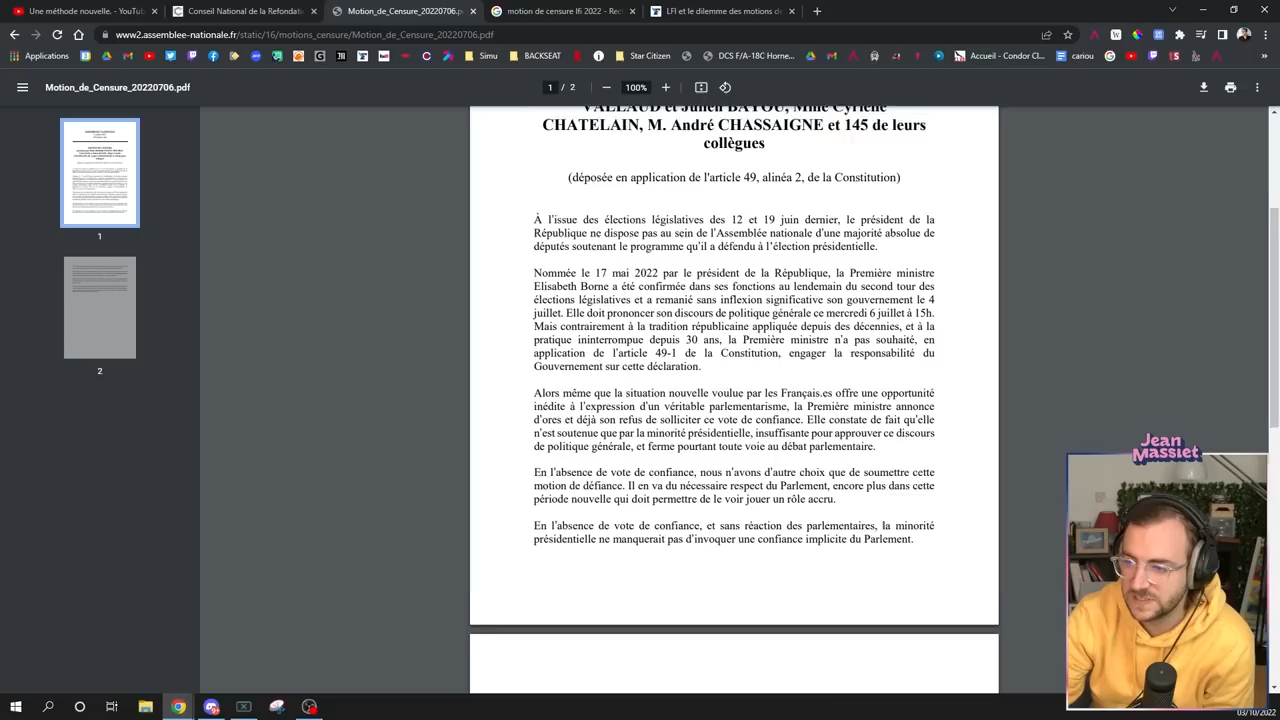 Une méthode nouvelle. - YouTub
Conseil National de la Refondati
Motion_de_Censure_20220706.p
motion de censure lfi 2022 - Rec
LFI et le dilemme des motions de
www2.assemblee-nationale.fr/static/16/motions_censure/Motion_de_Censure_20220706.pdf
Applications
Simu
BACKSEAT
Star Citizen
DCS F/A-18C Horne...
Accueil - Condor Cl...
cariou
Motion_de_Censure_20220706.pdf
1 / 2
100%
VALLAUD et Julien BAYOU, Mme Cyrielle
CHATELAIN, M. André CHASSAIGNE et 145 de leurs
collègues
(déposée en application de l'article 49, alinéa 2, de la Constitution)
À l'issue des élections législatives des 12 et 19 juin dernier, le président de la
République ne dispose pas au sein de l'Assemblée nationale d'une majorité absolue de
députés soutenant le programme qu'il a défendu à l'élection présidentielle.
Nommée le 17 mai 2022 par le président de la République, la Première ministre
Elisabeth Borne a été confirmée dans ses fonctions au lendemain du second tour des
élections législatives et a remanié sans inflexion significative son gouvernement le 4
juillet. Elle doit prononcer son discours de politique générale ce mercredi 6 juillet à 15h.
Mais contrairement à la tradition républicaine appliquée depuis des décennies, et à la
pratique ininterrompue depuis 30 ans, la Première ministre n'a pas souhaité, en
application de l'article 49-1 de la Constitution, engager la responsabilité du
Gouvernement sur cette déclaration.
Alors même que la situation nouvelle voulue par les Français.es offre une opportunité
inédite à l'expression d'un véritable parlementarisme, la Première ministre annonce
d'ores et déjà son refus de solliciter ce vote de confiance. Elle constate de fait qu'elle
n'est soutenue que par la minorité présidentielle, insuffisante pour approuver ce discours
de politique générale, et ferme pourtant toute voie au débat parlementaire.
En l'absence de vote de confiance, nous n'avons d'autre choix que de soumettre cette
motion de défiance. Il en va du nécessaire respect du Parlement, encore plus dans cette
période nouvelle qui doit permettre de le voir jouer un rôle accru.
En l'absence de vote de confiance, et sans réaction des parlementaires, la minorité
présidentielle ne manquerait pas d'invoquer une confiance implicite du Parlement.
1
2
Jean
Massiet
03/10/2022